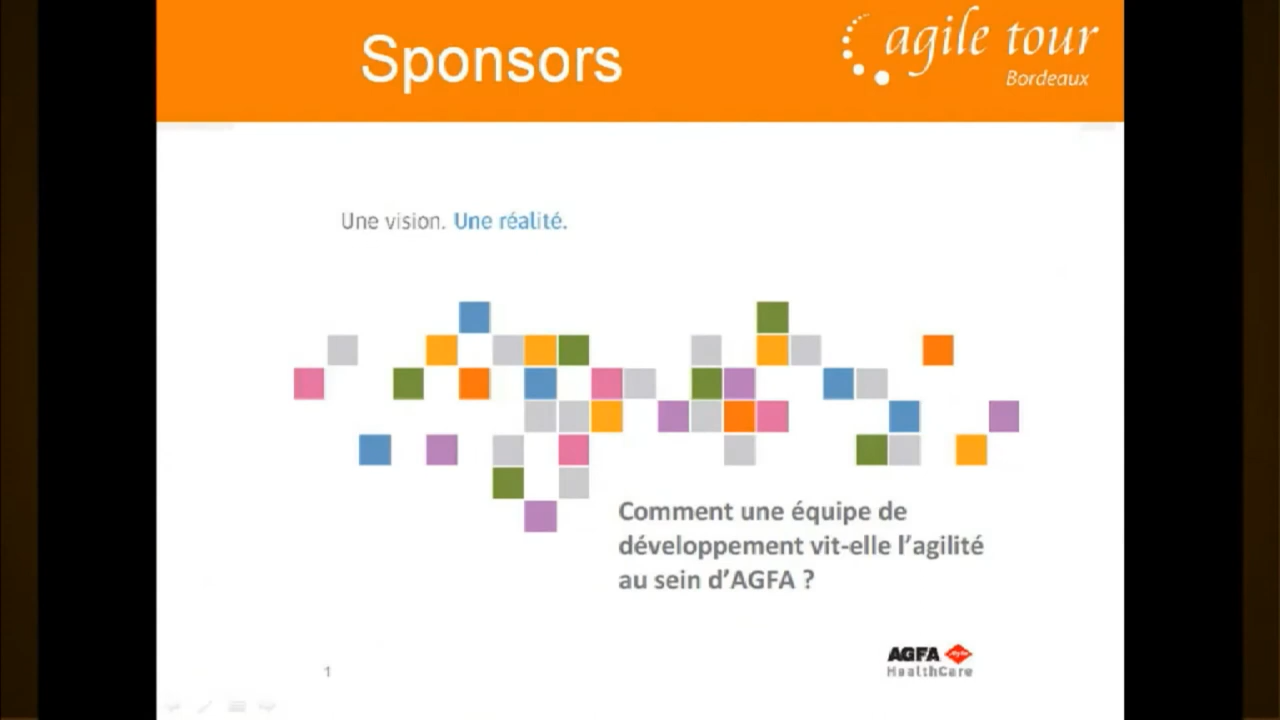 Sponsors
agile tour
Bordeaux
Une vision. Une réalité.
Comment une équipe de
développement vit-elle l'agilité
au sein d'AGFA ?
AGFA
HealthCare
1